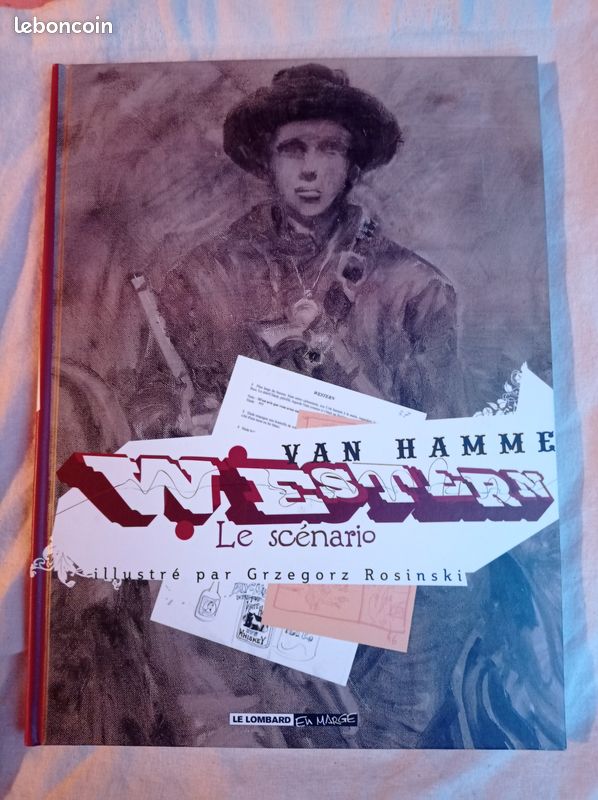 leboncoin
WESTERN
VAN HAMME
WESTERN
Le scénario
illustré par Grzegorz Rosinski
WHISKEY
LE LOMBARD EN MARGE